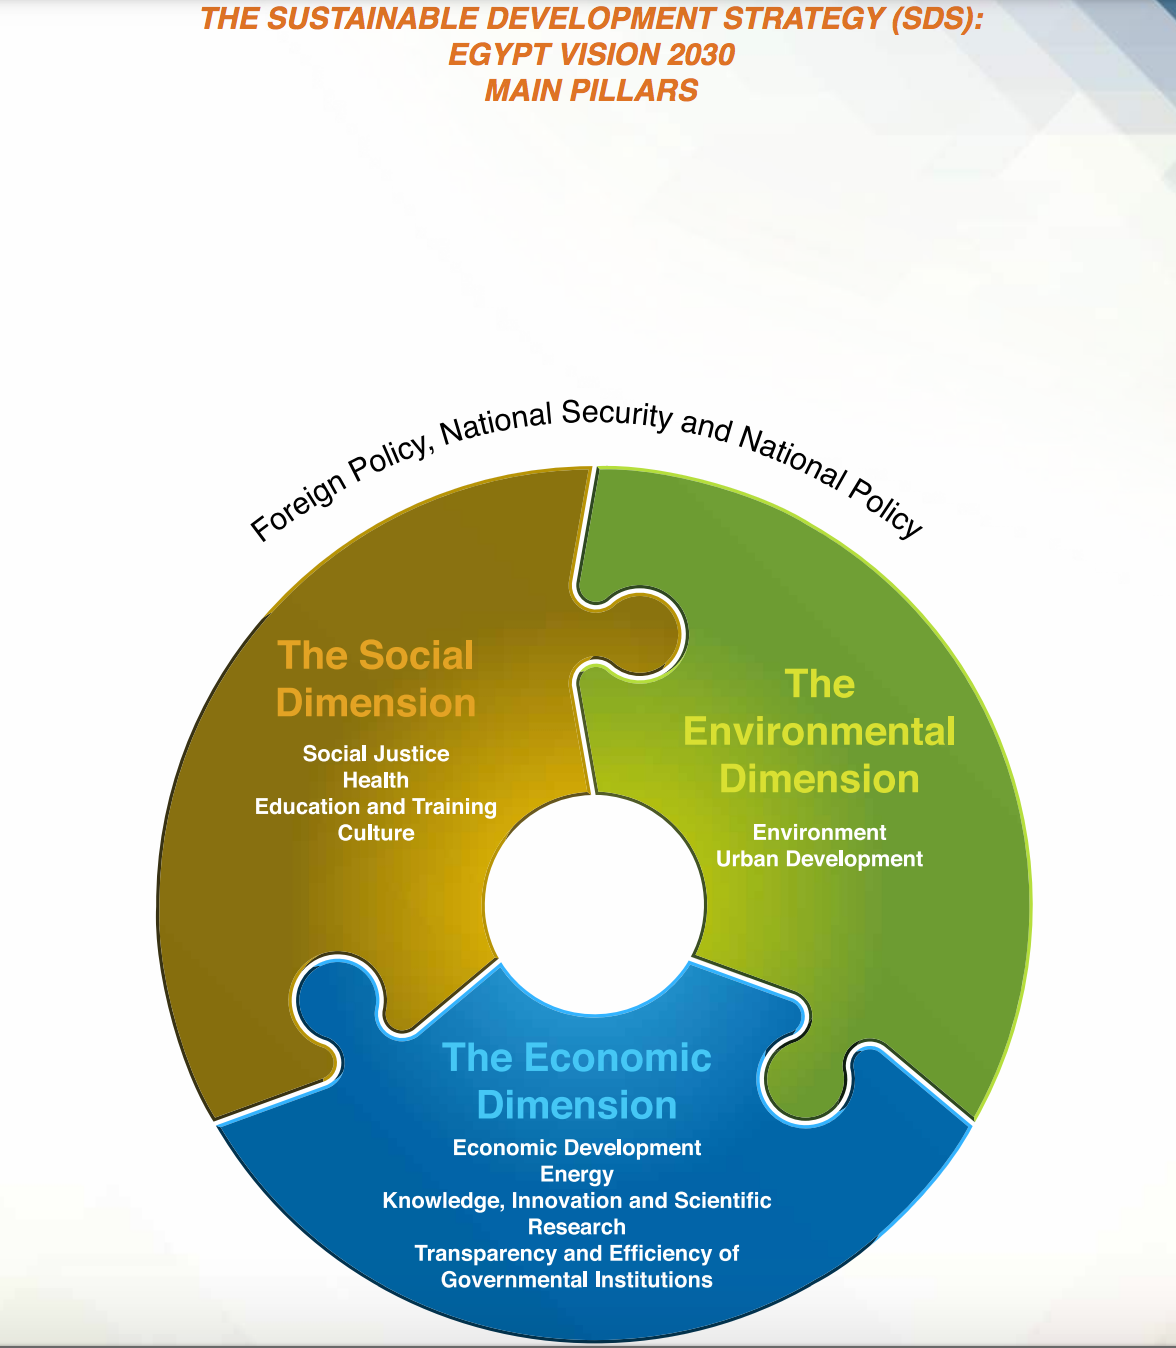 THE SUSTAINABLE DEVELOPMENT STRATEGY (SDS):
EGYPT VISION 2030
MAIN PILLARS
Foreign Policy, National Security and National Policy
The Social
Dimension
Social Justice
Health
Education and Training
Culture
The
Environmental
Dimension
Environment
Urban Development
The Economic
Dimension
Economic Development
Energy
Knowledge, Innovation and Scientific
Research
Transparency and Efficiency of
Governmental Institutions